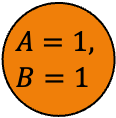 A = 1,
B = 1